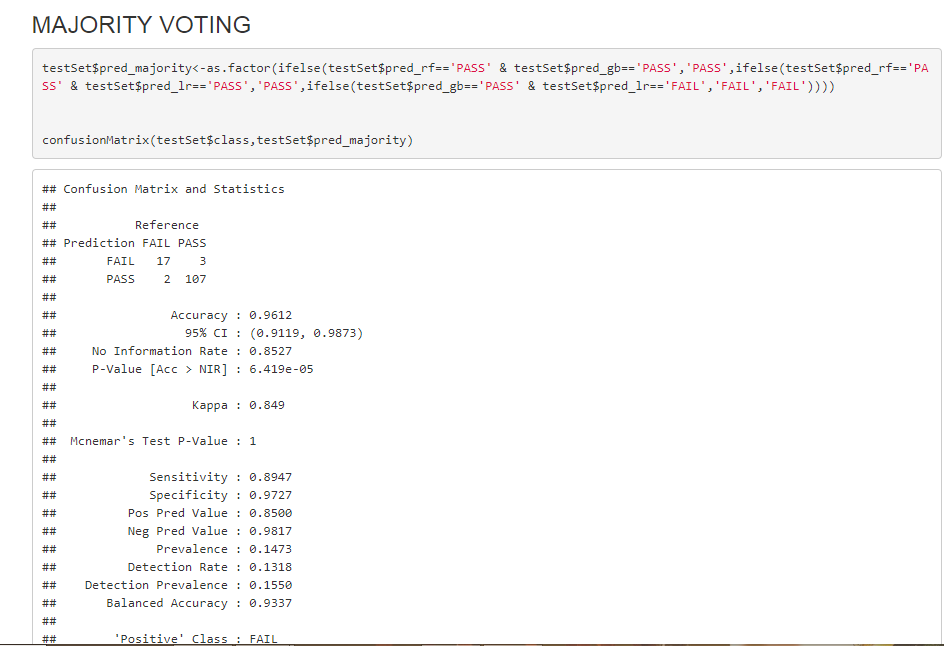 MAJORITY VOTING
testSet$pred_majority<-as.factor(ifelse(testSet$pred_rf=='PASS' & testSet$pred_gb=='PASS','PASS',ifelse(testSet$pred_rf=='PA
SS' & testSet$pred_lr=='PASS','PASS',ifelse(testSet$pred_gb=='PASS' & testSet$pred_lr=='FAIL','FAIL','FAIL'))))
confusionMatrix(testSet$class,testSet$pred_majority)
## Confusion Matrix and Statistics
##
##           Reference
## Prediction FAIL PASS
##       FAIL   17    3
##       PASS    2  107
##
##                Accuracy : 0.9612
##                  95% CI : (0.9119, 0.9873)
##     No Information Rate : 0.8527
##     P-Value [Acc > NIR] : 6.419e-05
##
##                   Kappa : 0.849
##
##  Mcnemar's Test P-Value : 1
##
##             Sensitivity : 0.8947
##             Specificity : 0.9727
##          Pos Pred Value : 0.8500
##          Neg Pred Value : 0.9817
##              Prevalence : 0.1473
##          Detection Rate : 0.1318
##    Detection Prevalence : 0.1550
##       Balanced Accuracy : 0.9337
##
##        'Positive' Class : FAIL